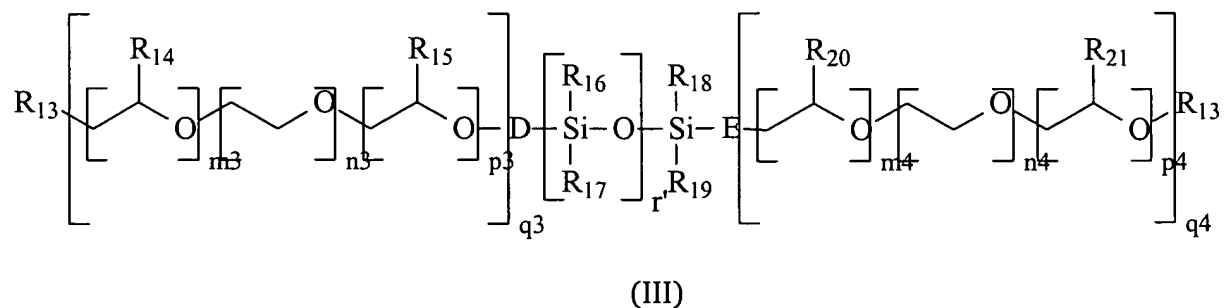 R14 R15 R16 R18 R20 R21
R13 O m3 O n3 O p3 q3 D Si O r' Si E O m4 O n4 O p4 R13 q4
R17 R19
(III)